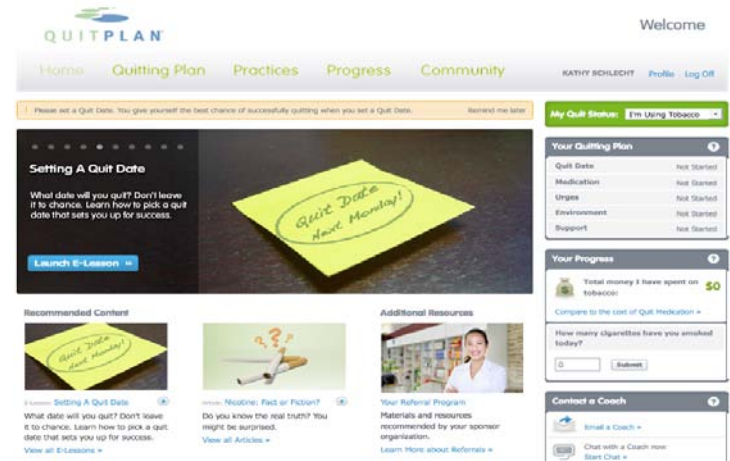 QUITPLAN
Welcome
Home Quitting Plan Practices Progress Community
KATHY SCHLECHT Profile Log Off
! Please set a Quit Date. You give yourself the best chance of successfully quitting when you set a Quit Date. Remind me later
My Quit Status: I'm Using Tobacco
Setting A Quit Date
What date will you quit? Don't leave
it to chance. Learn how to pick a quit
date that sets you up for success.
Launch E-Lesson »
Quit Date
Next Monday!
Your Quitting Plan ?
Quit Date Not Started
Medication Not Started
Urges Not Started
Environment Not Started
Support Not Started
Your Progress ?
Total money I have spent on
tobacco:
$0
Compare to the cost of Quit Medication »
How many cigarettes have you smoked
today?
0 Submit
Recommended Content
Quit Date
Next Monday!
E-Lesson: Setting A Quit Date
What date will you quit? Don't leave
it to chance. Learn how to pick a quit
date that sets you up for success.
View all E-Lessons »
???
Article: Nicotine: Fact or Fiction?
Do you know the real truth? You
might be surprised.
View all Articles »
Additional Resources
Your Referral Program
Materials and resources
recommended by your sponsor
organization.
Learn More about Referrals »
Contact a Coach ?
Email a Coach »
Chat with a Coach now
Start Chat »